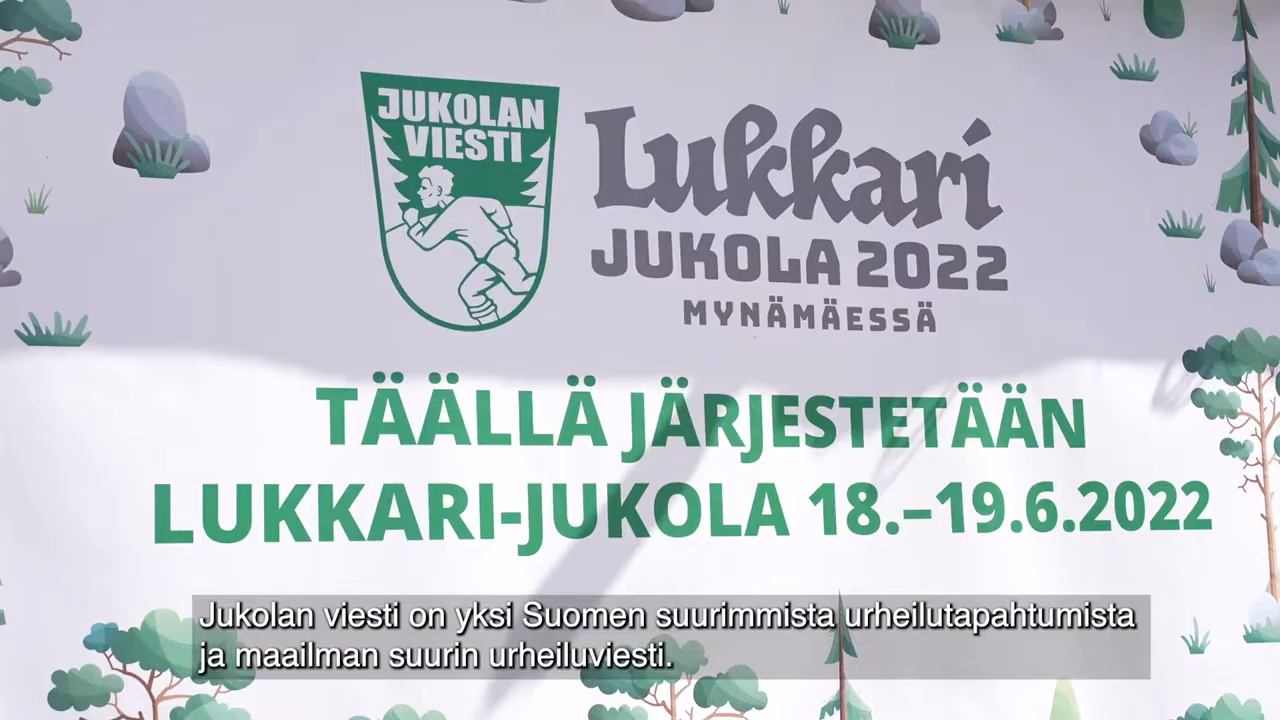 JUKOLAN
VIESTI
Lukkari
JUKOLA 2022
MYNÄMÄESSÄ
TÄÄLLÄ JÄRJESTETÄÄN
LUKKARI-JUKOLA 18.–19.6.2022
Jukolan viesti on yksi Suomen suurimmista urheilutapahtumista
ja maailman suurin urheiluviesti.